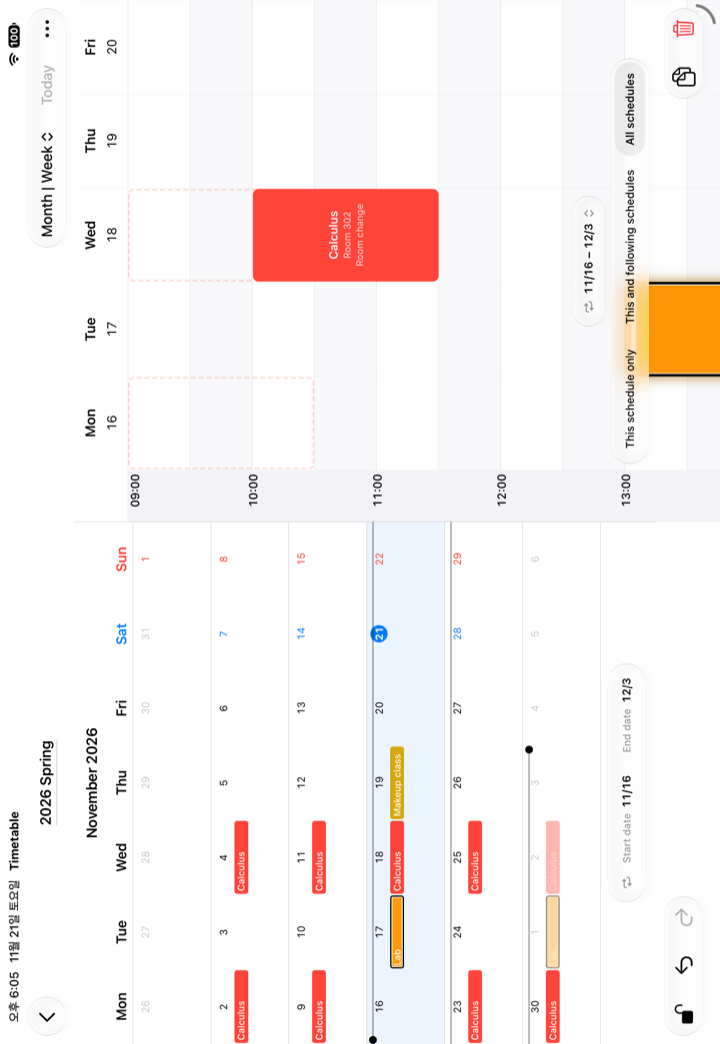 오후 6:05 11월 21일 토요일 Timetable
100
2026 Spring
Month | Week
Today
November 2026
Mon Tue Wed Thu Fri Sat Sun
26 27 28 29 30 31 1
2 3 4 5 6 7 8
Calculus Calculus
9 10 11 12 13 14 15
Calculus Calculus
16 17 18 19 20 21 22
Lab Calculus Makeup class
23 24 25 26 27 28 29
Calculus Calculus
30 1 2 3 4 5 6
Calculus Calculus
Start date 11/16 End date 12/3
Mon Tue Wed Thu Fri
16 17 18 19 20
09:00
10:00
Calculus
Room 302
Room change
11:00
12:00
11/16 – 12/3
13:00
This schedule only This and following schedules All schedules